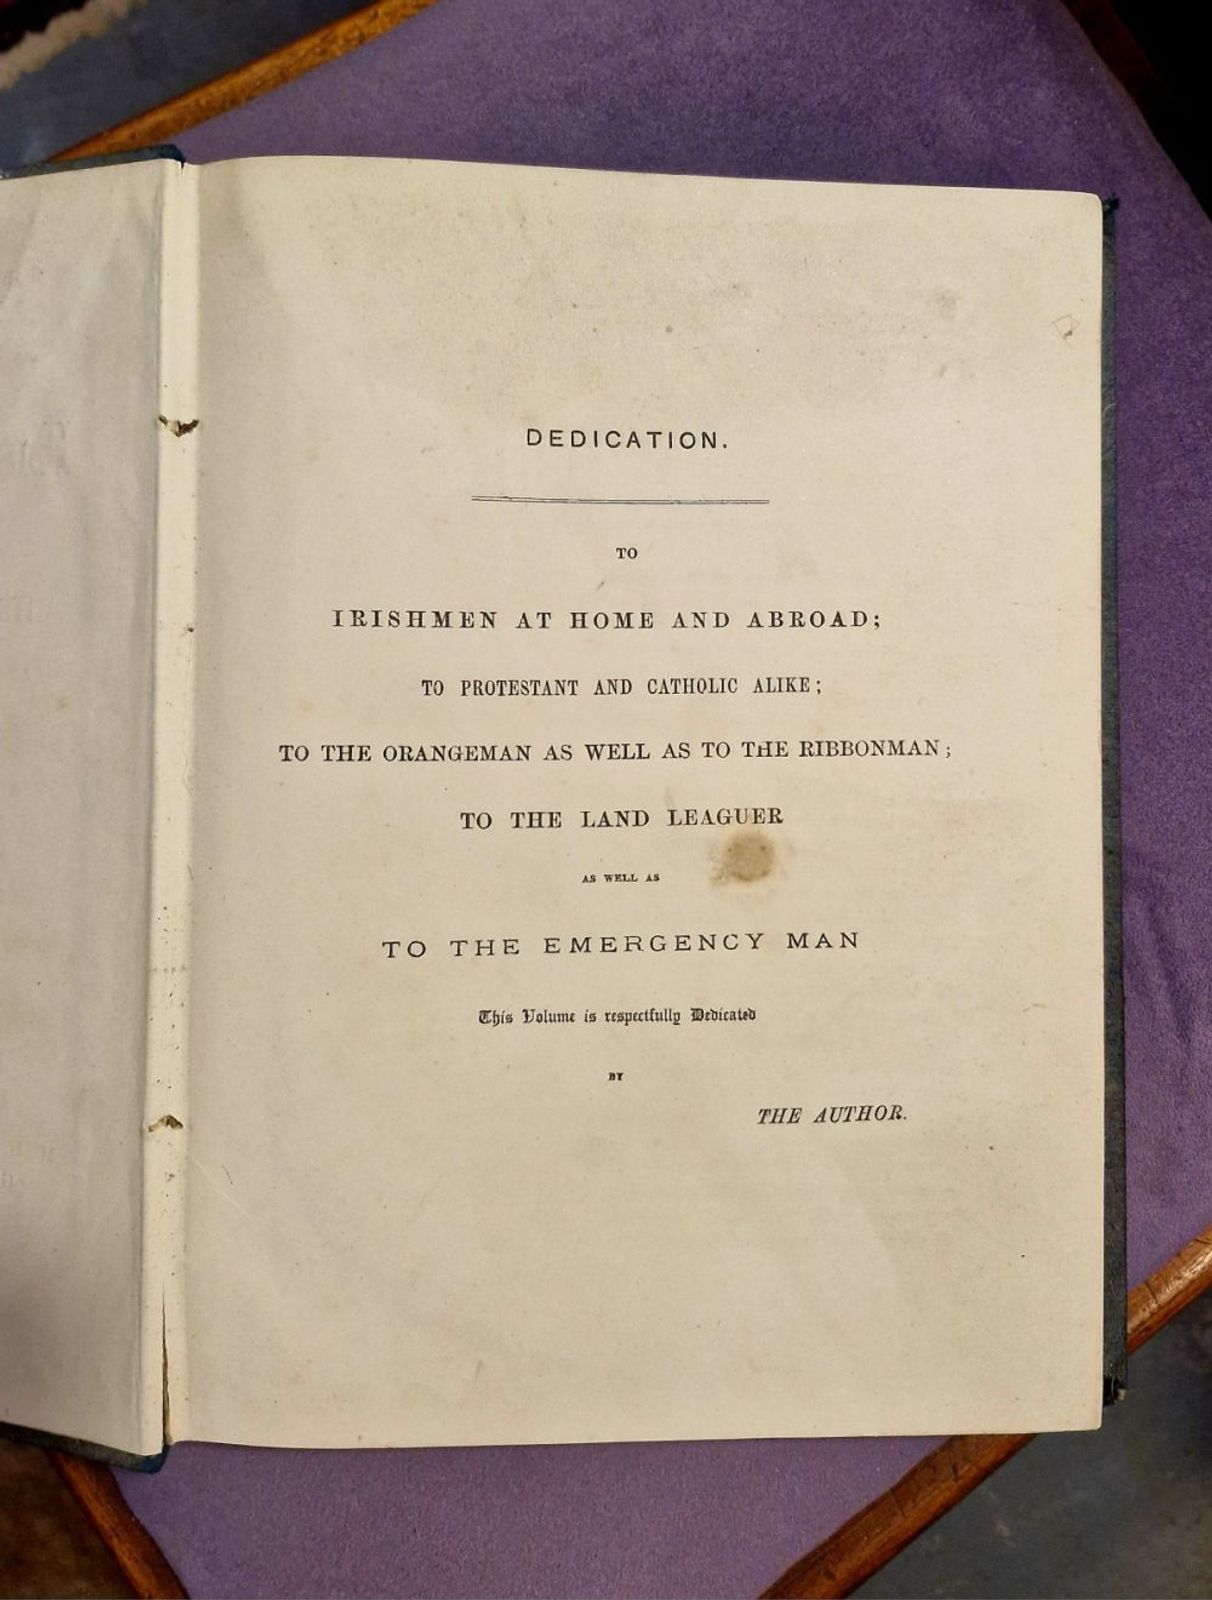 DEDICATION.
TO
IRISHMEN AT HOME AND ABROAD;
TO PROTESTANT AND CATHOLIC ALIKE;
TO THE ORANGEMAN AS WELL AS TO THE RIBBONMAN;
TO THE LAND LEAGUER
AS WELL AS
TO THE EMERGENCY MAN
This Volume is respectfully Dedicated
BY
THE AUTHOR.